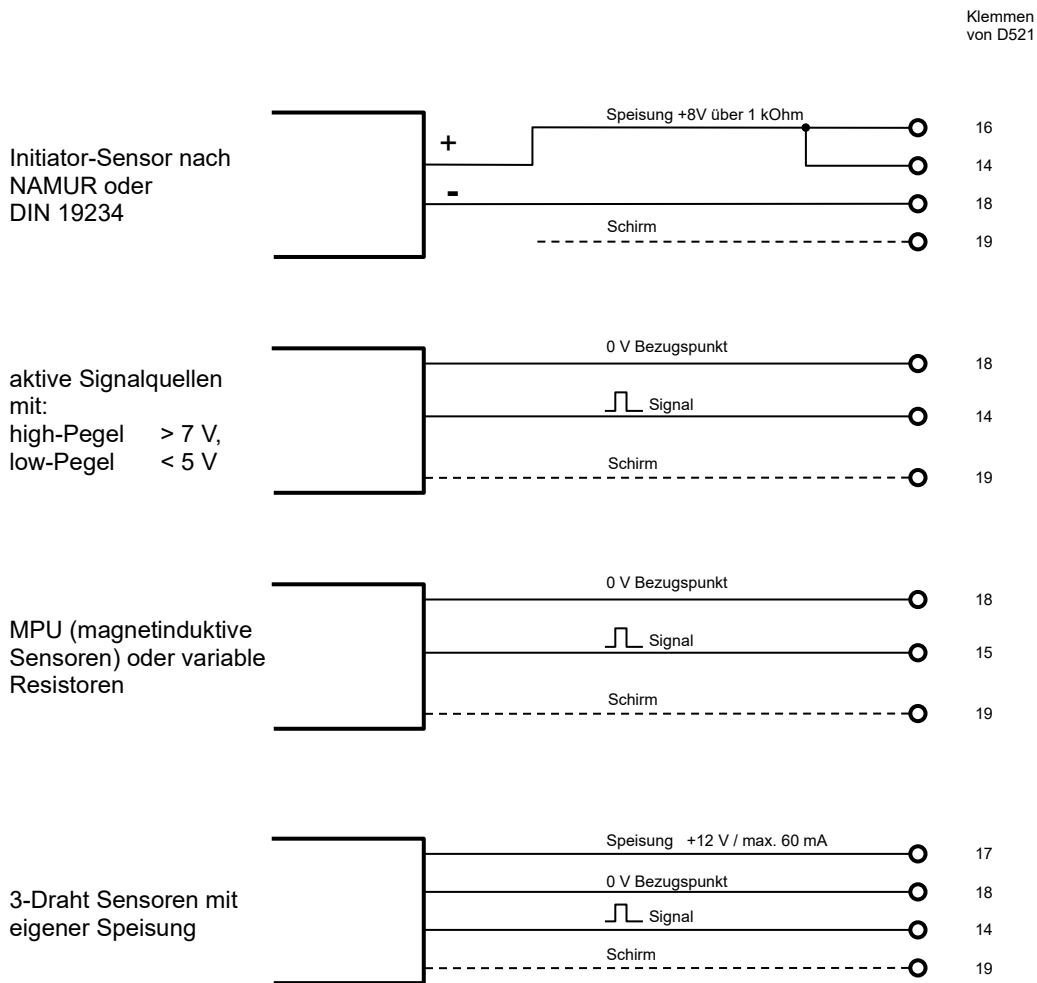 Klemmen
von D521
Initiator-Sensor nach
NAMUR oder
DIN 19234
+
-
Speisung +8V über 1 kOhm
Schirm
16
14
18
19
aktive Signalquellen
mit:
high-Pegel > 7 V,
low-Pegel < 5 V
0 V Bezugspunkt
Signal
Schirm
18
14
19
MPU (magnetinduktive
Sensoren) oder variable
Resistoren
0 V Bezugspunkt
Signal
Schirm
18
15
19
3-Draht Sensoren mit
eigener Speisung
Speisung +12 V / max. 60 mA
0 V Bezugspunkt
Signal
Schirm
17
18
14
19